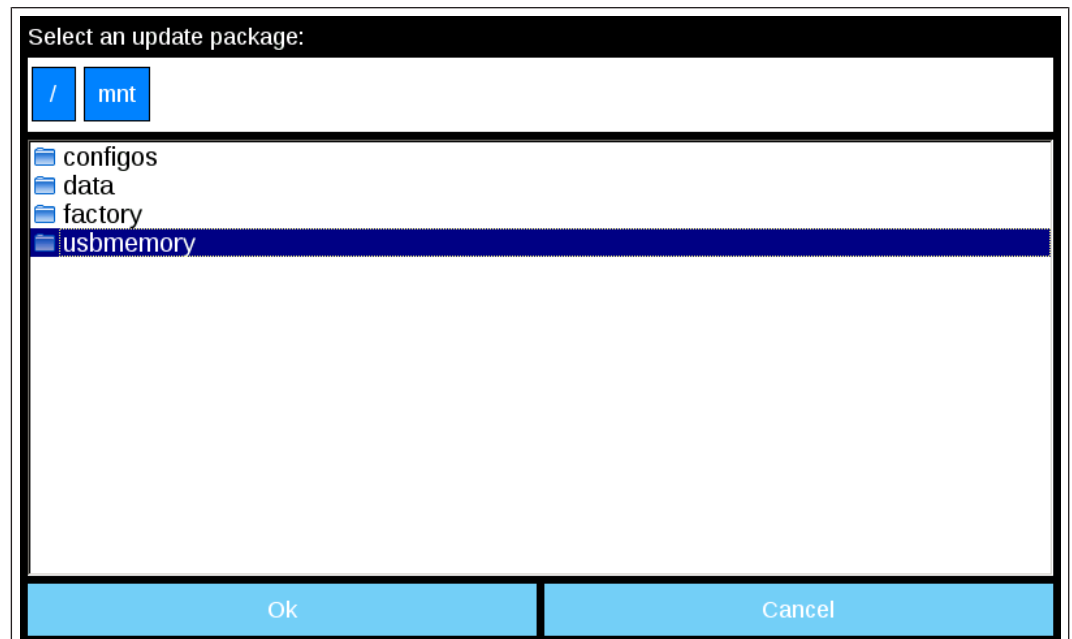 Select an update package:
/ mnt
configos
data
factory
usbmemory
Ok Cancel